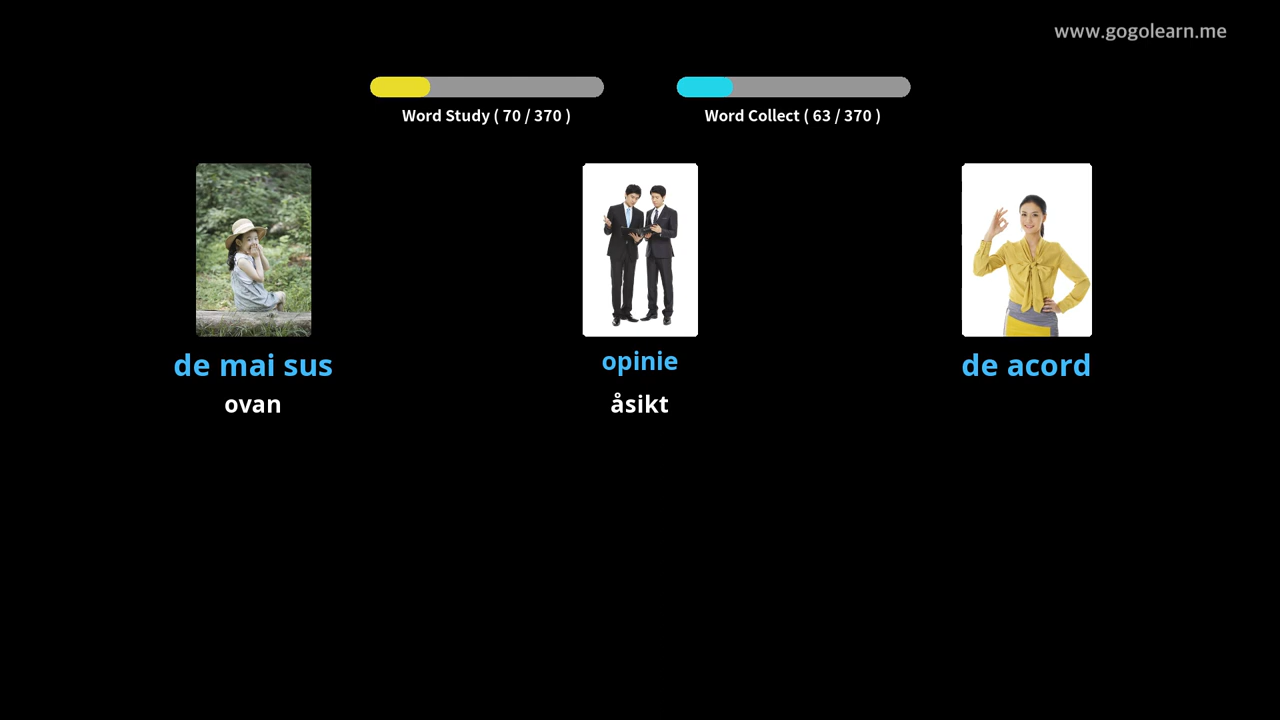 www.gogolearn.me
Word Study ( 70 / 370 )
Word Collect ( 63 / 370 )
de mai sus
ovan
opinie
åsikt
de acord